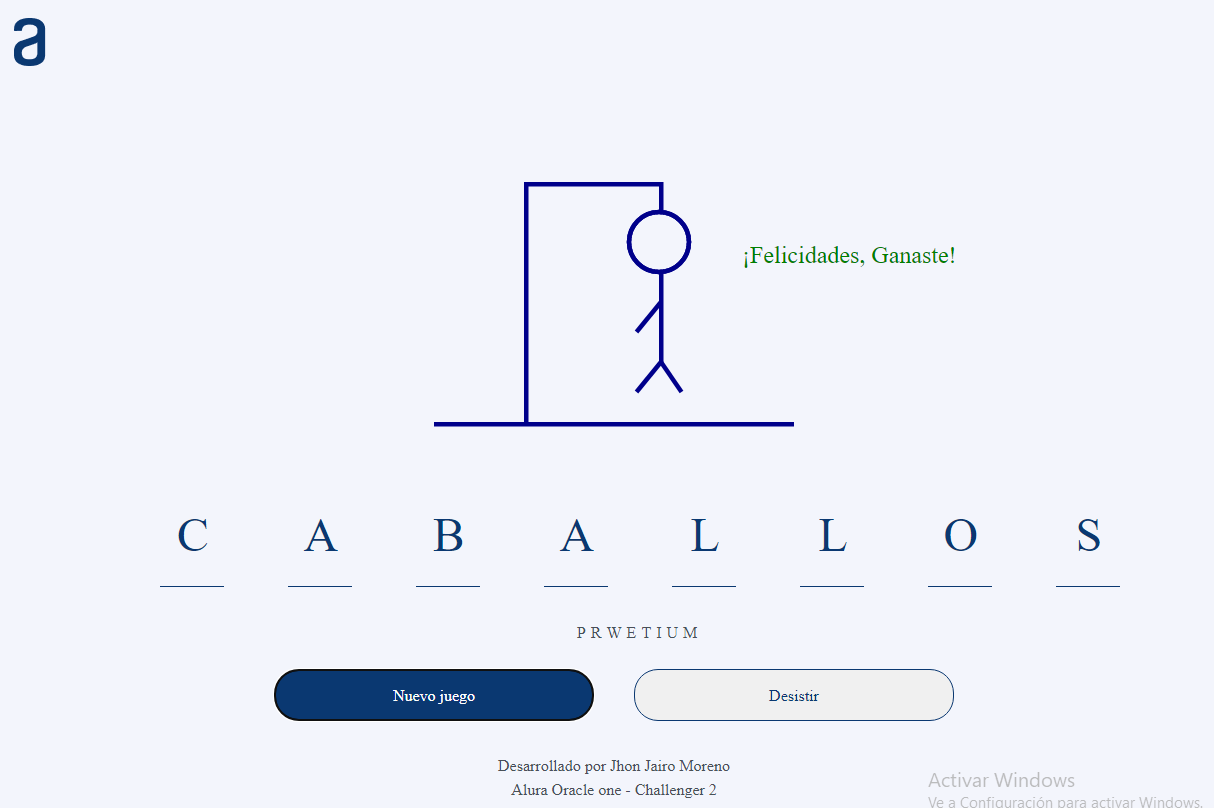 a
¡Felicidades, Ganaste!
C A B A L L O S
P R W E T I U M
Nuevo juego
Desistir
Desarrollado por Jhon Jairo Moreno
Alura Oracle one - Challenger 2
Activar Windows
Ve a Configuración para activar Windows.